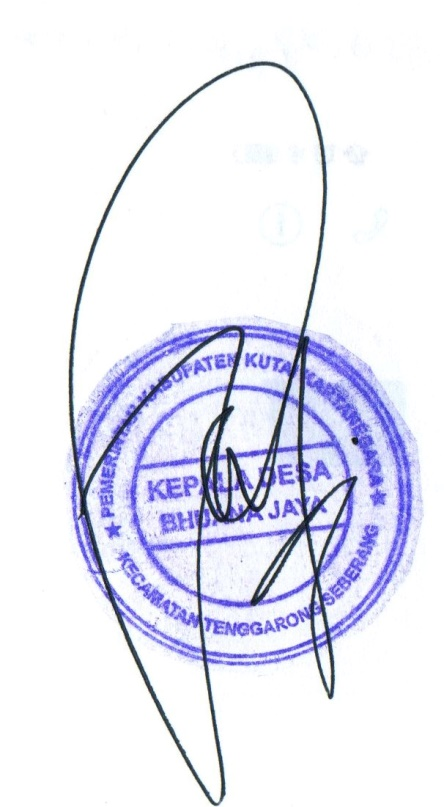 ★ PEMERINTAH KABUPATEN KUTAI KARTANEGARA ★
KEPALA DESA
BHUANA JAYA
KECAMATAN TENGGARONG SEBERANG